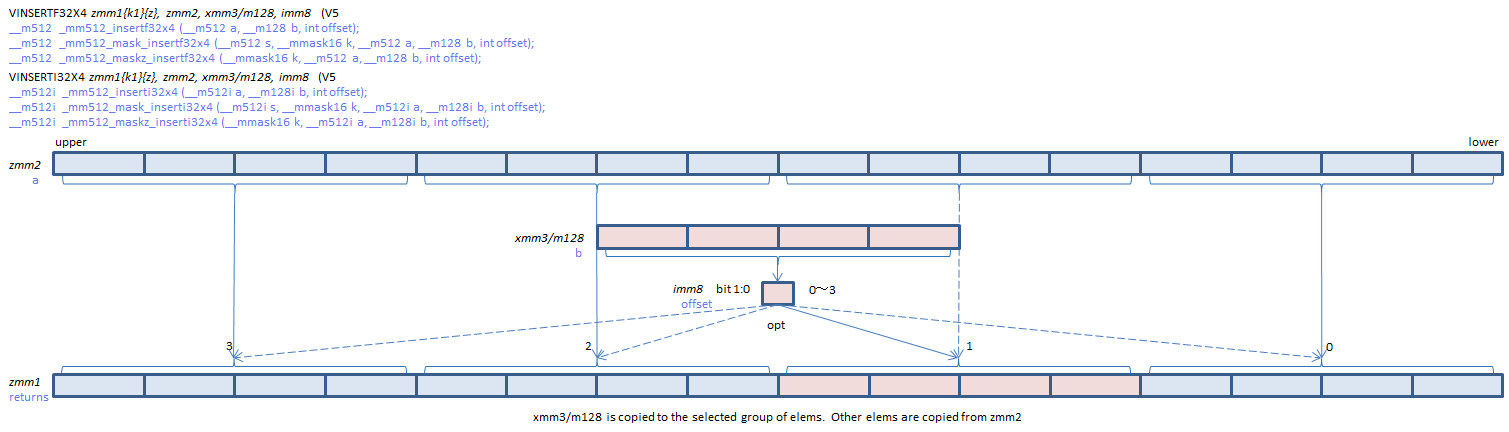 VINSERTF32X4 zmm1{k1}{z}, zmm2, xmm3/m128, imm8 (V5
__m512 _mm512_insertf32x4 (__m512 a, __m128 b, int offset);
__m512 _mm512_mask_insertf32x4 (__m512 s, __mmask16 k, __m512 a, __m128 b, int offset);
__m512 _mm512_maskz_insertf32x4 (__mmask16 k, __m512 a, __m128 b, int offset);
VINSERTI32X4 zmm1{k1}{z}, zmm2, xmm3/m128, imm8 (V5
__m512i _mm512_inserti32x4 (__m512i a, __m128i b, int offset);
__m512i _mm512_mask_inserti32x4 (__m512i s, __mmask16 k, __m512i a, __m128i b, int offset);
__m512i _mm512_maskz_inserti32x4 (__mmask16 k, __m512i a, __m128i b, int offset);
upper lower
zmm2
a
xmm3/m128
b
imm8 bit 1:0 0～3
offset
opt
3 2 1 0
zmm1
returns
xmm3/m128 is copied to the selected group of elems. Other elems are copied from zmm2